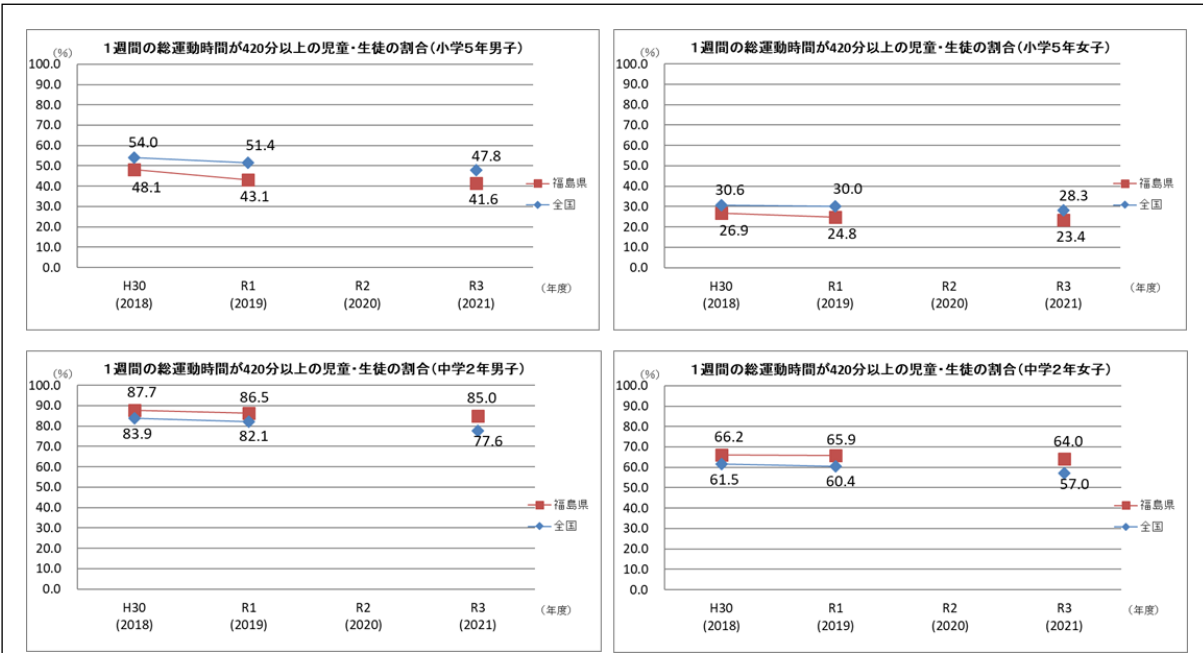 1週間の総運動時間が420分以上の児童・生徒の割合(小学5年男子)
(%)
100.0
90.0
80.0
70.0
60.0
50.0
40.0
30.0
20.0
10.0
0.0
54.0
51.4
47.8
48.1
43.1
41.6
福島県
全国
H30
(2018)
R1
(2019)
R2
(2020)
R3
(2021)
(年度)
1週間の総運動時間が420分以上の児童・生徒の割合(小学5年女子)
(%)
100.0
90.0
80.0
70.0
60.0
50.0
40.0
30.0
20.0
10.0
0.0
30.6
30.0
28.3
26.9
24.8
23.4
福島県
全国
H30
(2018)
R1
(2019)
R2
(2020)
R3
(2021)
(年度)
1週間の総運動時間が420分以上の児童・生徒の割合(中学2年男子)
(%)
100.0
90.0
80.0
70.0
60.0
50.0
40.0
30.0
20.0
10.0
0.0
87.7
86.5
85.0
83.9
82.1
77.6
福島県
全国
H30
(2018)
R1
(2019)
R2
(2020)
R3
(2021)
(年度)
1週間の総運動時間が420分以上の児童・生徒の割合(中学2年女子)
(%)
100.0
90.0
80.0
70.0
60.0
50.0
40.0
30.0
20.0
10.0
0.0
66.2
65.9
64.0
61.5
60.4
57.0
福島県
全国
H30
(2018)
R1
(2019)
R2
(2020)
R3
(2021)
(年度)